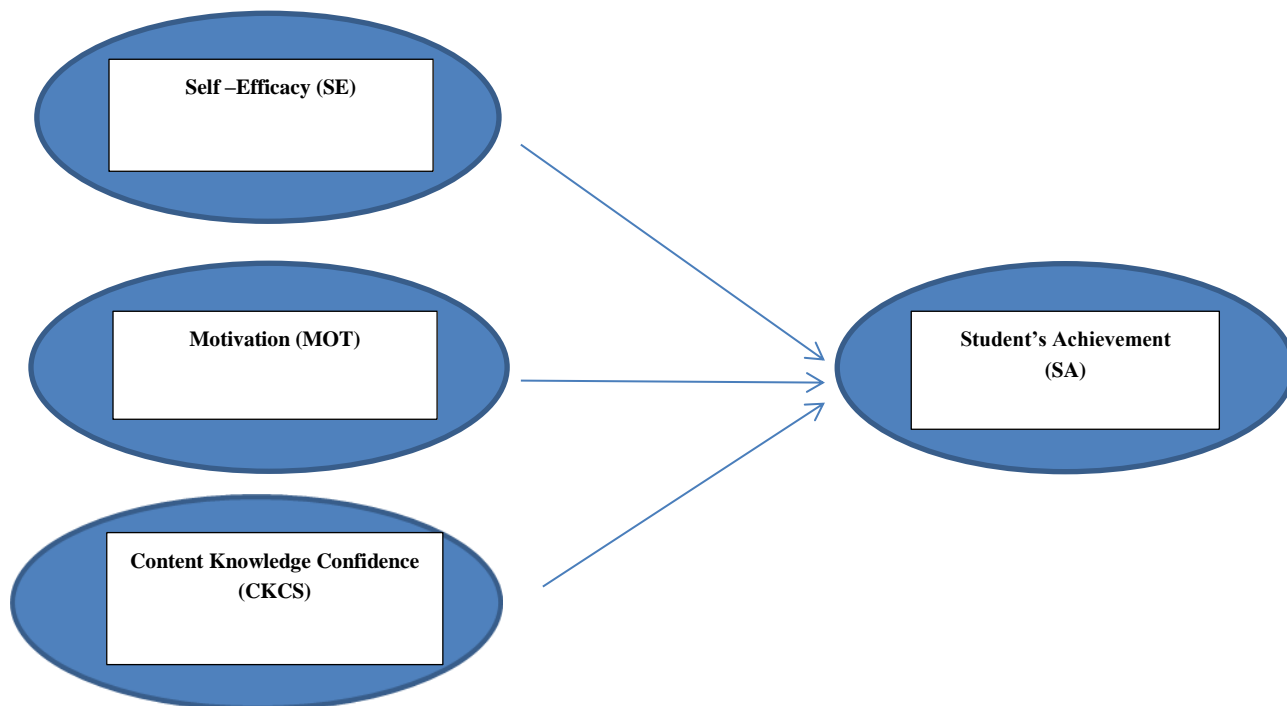 Self –Efficacy (SE)
Motivation (MOT)
Student’s Achievement
(SA)
Content Knowledge Confidence
(CKCS)